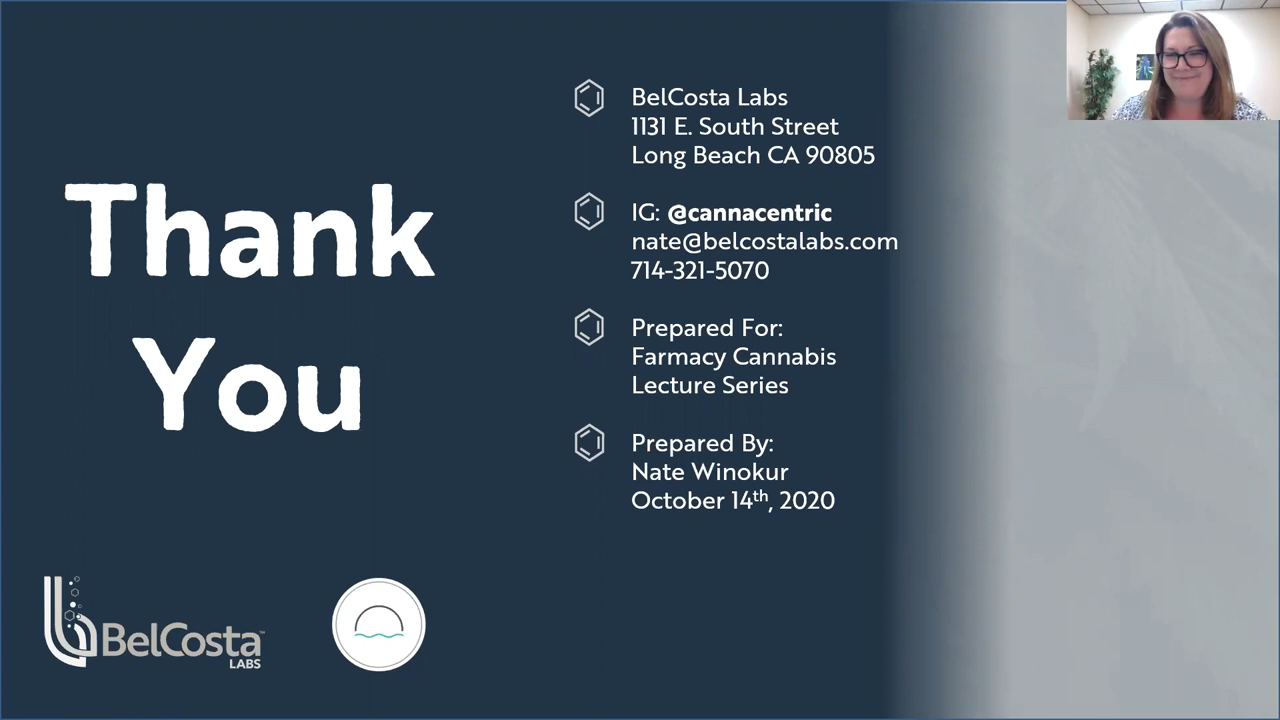 Thank
You
BelCosta Labs
1131 E. South Street
Long Beach CA 90805
IG: @cannacentric
nate@belcostalabs.com
714-321-5070
Prepared For:
Farmacy Cannabis
Lecture Series
Prepared By:
Nate Winokur
October 14th, 2020
BelCosta™
LABS